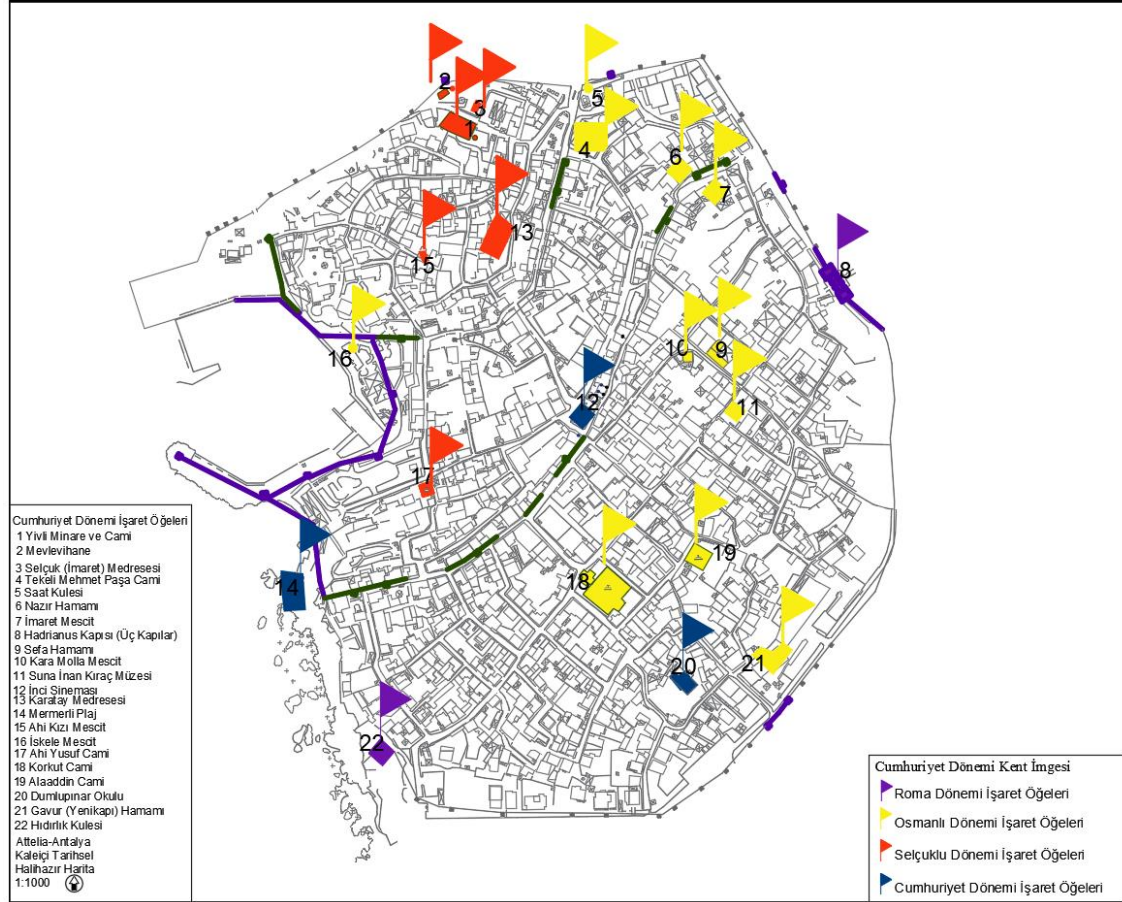 2
3
1
5
4
6
7
13
15
8
16
10
9
12
11
17
19
18
14
20
21
22
Cumhuriyet Dönemi İşaret Öğeleri
1 Yivli Minare ve Cami
2 Mevlevihane
3 Selçuk (İmaret) Medresesi
4 Tekeli Mehmet Paşa Cami
5 Saat Kulesi
6 Nazır Hamamı
7 İmaret Mescit
8 Hadrianus Kapısı (Üç Kapılar)
9 Sefa Hamamı
10 Kara Molla Mescit
11 Suna İnan Kıraç Müzesi
12 İnci Sineması
13 Karatay Medresesi
14 Mermerli Plaj
15 Ahi Kızı Mescit
16 İskele Mescit
17 Ahi Yusuf Cami
18 Korkut Cami
19 Alaaddin Cami
20 Dumlupınar Okulu
21 Gavur (Yenikapı) Hamamı
22 Hıdırlık Kulesi
Attelia-Antalya
Kaleiçi Tarihsel
Halihazır Harita
1:1000
Cumhuriyet Dönemi Kent İmgesi
Roma Dönemi İşaret Öğeleri
Osmanlı Dönemi İşaret Öğeleri
Selçuklu Dönemi İşaret Öğeleri
Cumhuriyet Dönemi İşaret Öğeleri